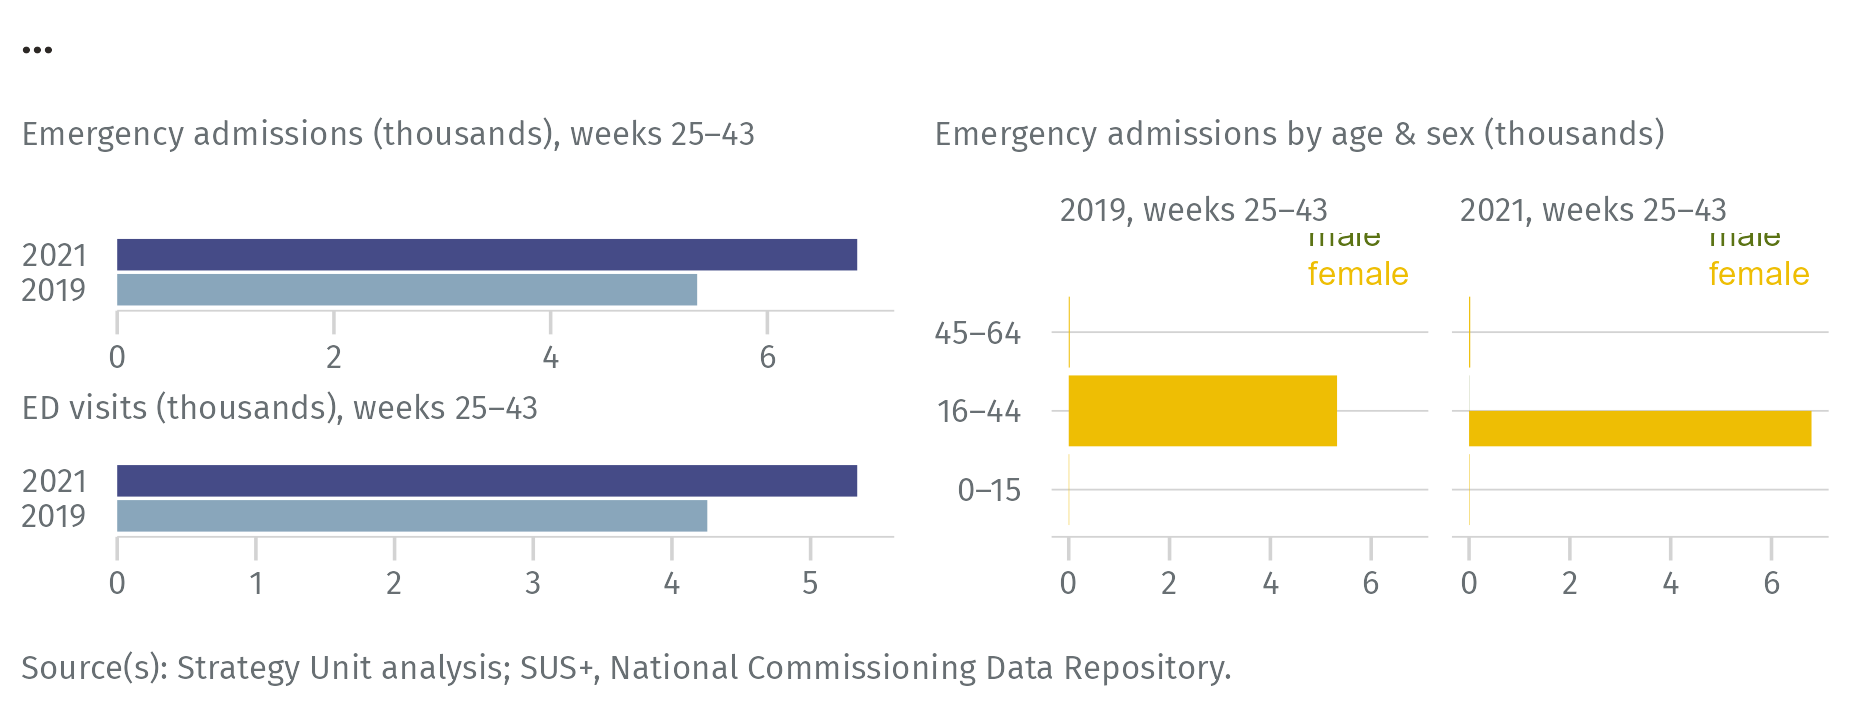 ...
Emergency admissions (thousands), weeks 25–43
2021
2019
0 2 4 6
ED visits (thousands), weeks 25–43
2021
2019
0 1 2 3 4 5
Emergency admissions by age & sex (thousands)
2019, weeks 25–43
male
female
2021, weeks 25–43
male
female
45–64
16–44
0–15
0 2 4 6
0 2 4 6
Source(s): Strategy Unit analysis; SUS+, National Commissioning Data Repository.